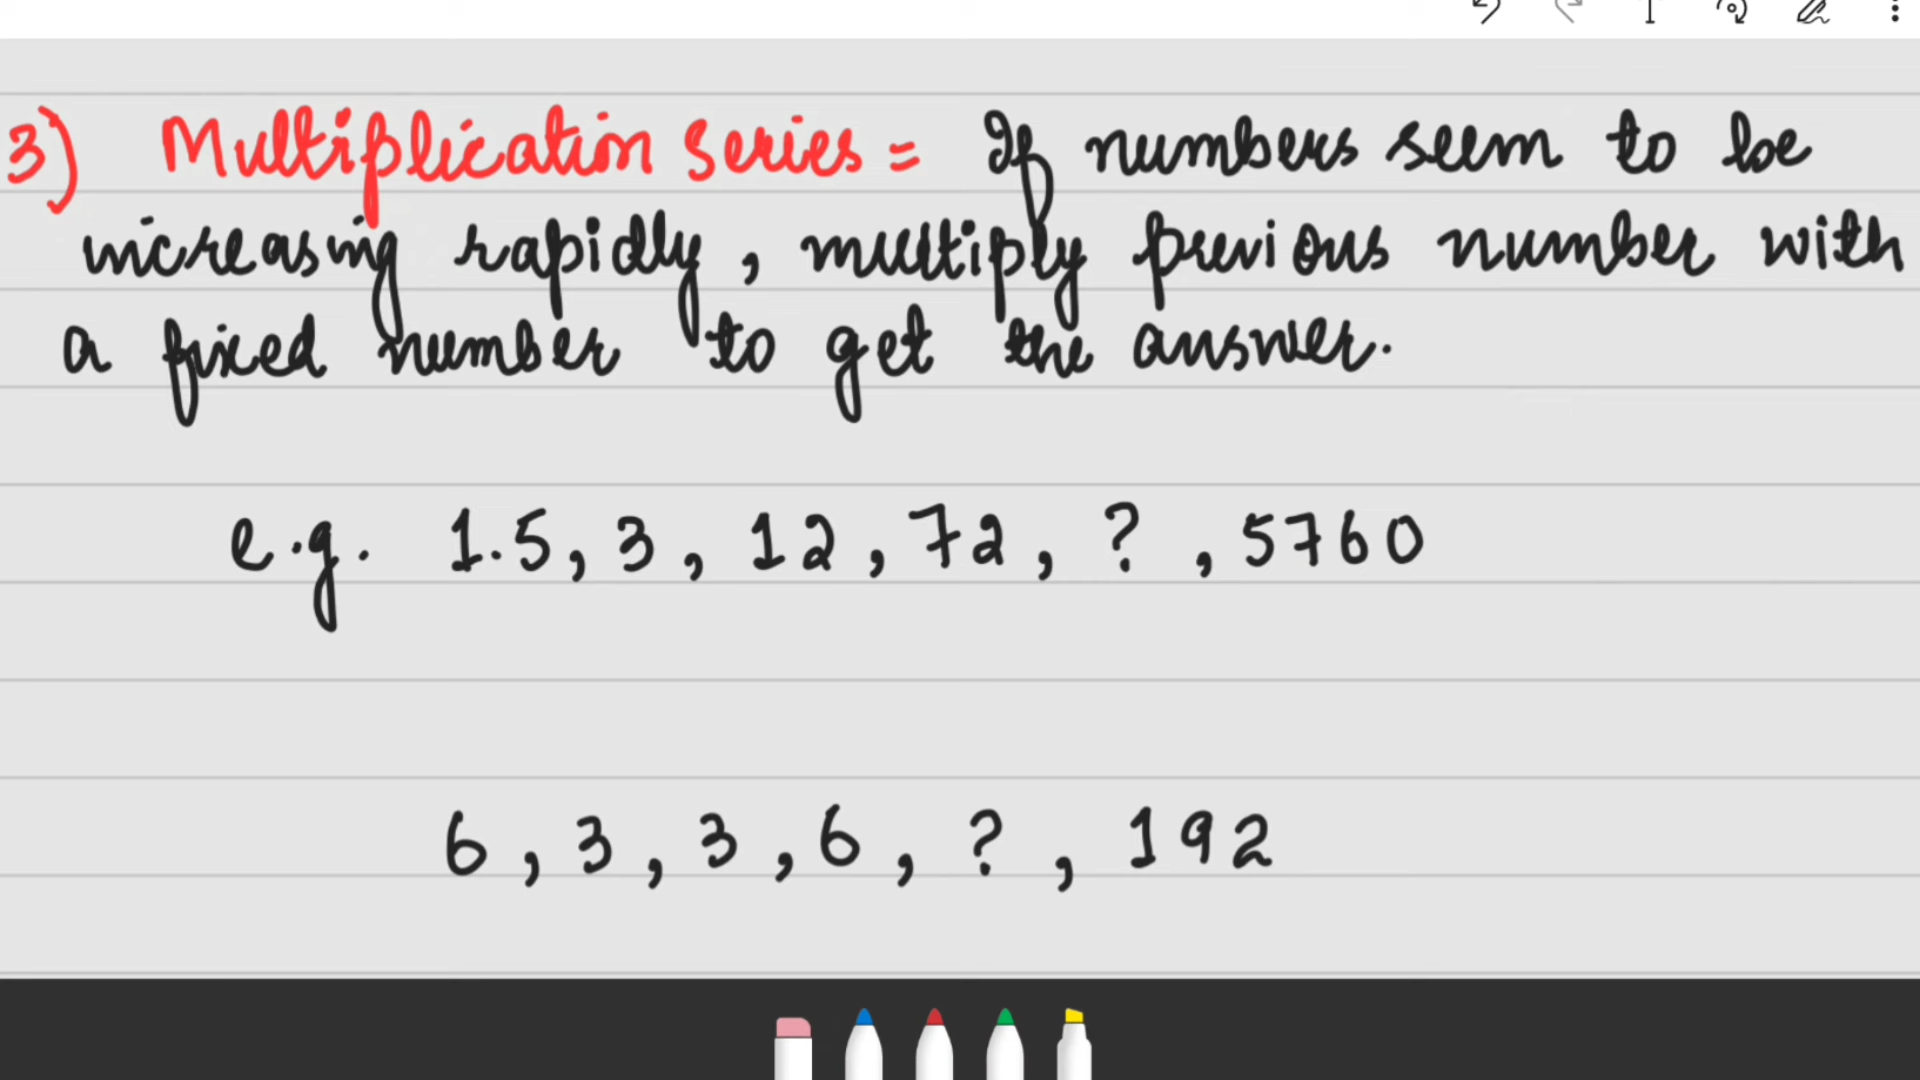 3) Multiplication series = If numbers seem to be
increasing rapidly, multiply previous number with
a fixed number to get the answer.
e.g. 1.5, 3, 12, 72, ?, 5760
6, 3, 3, 6, ?, 192